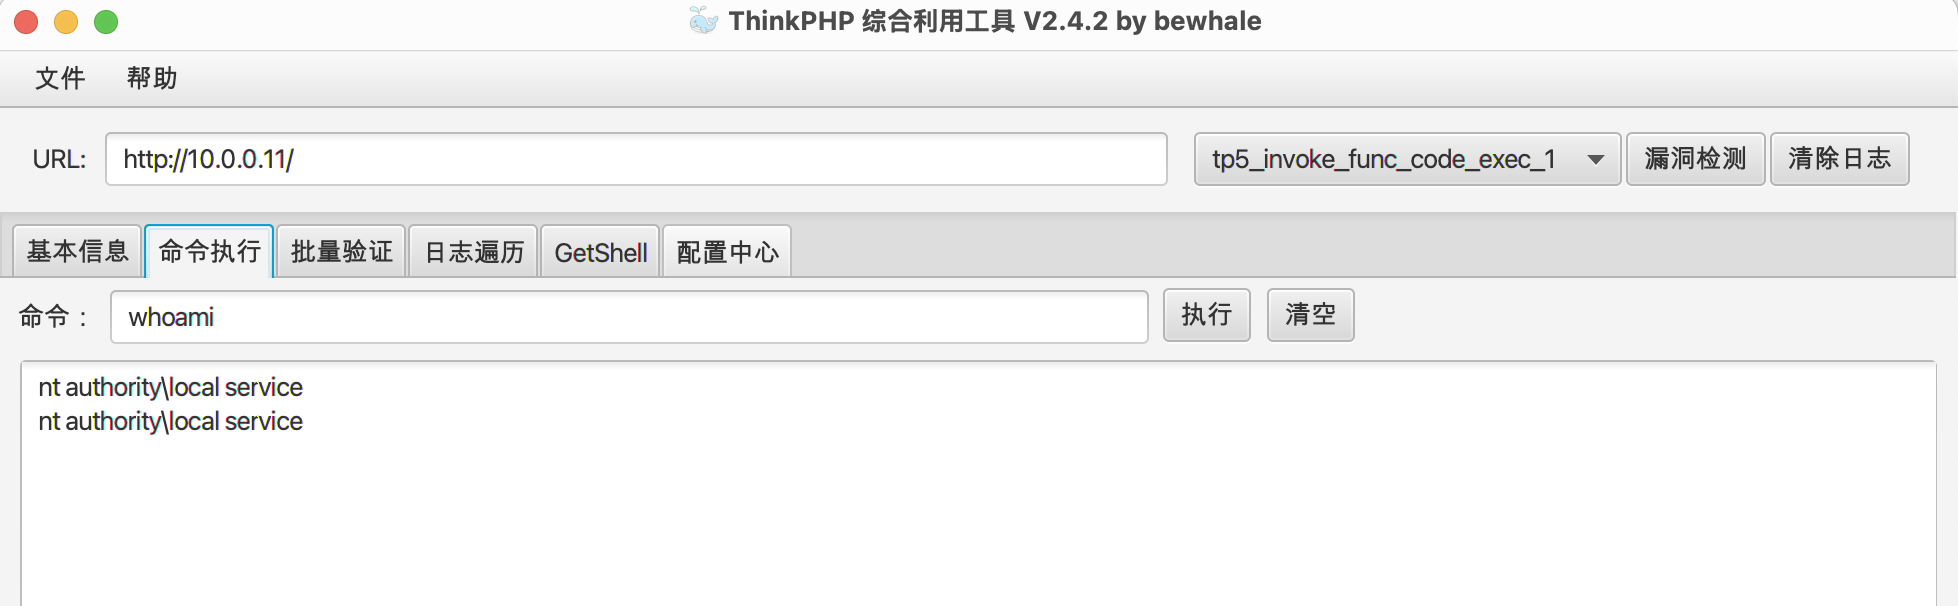 ThinkPHP 综合利用工具 V2.4.2 by bewhale
文件 帮助
URL: http://10.0.0.11/ tp5_invoke_func_code_exec_1 漏洞检测 清除日志
基本信息 命令执行 批量验证 日志遍历 GetShell 配置中心
命令： whoami 执行 清空
nt authority\local service
nt authority\local service